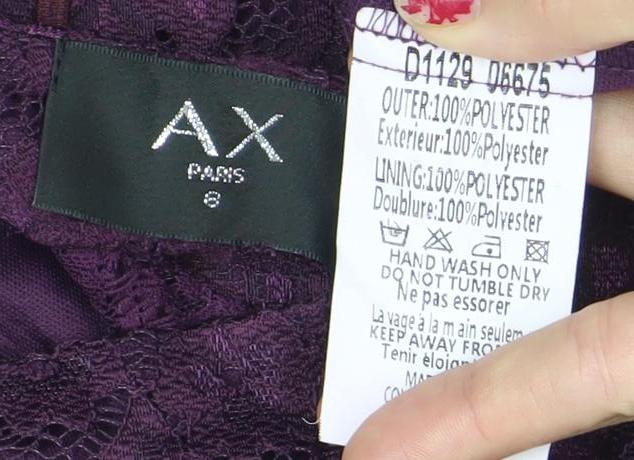 AX
PARIS
8
D1129 06675
OUTER:100%POLYESTER
Exterieur:100%Polyester
LINING:100%POLYESTER
Doublure:100%Polyester
HAND WASH ONLY
DO NOT TUMBLE DRY
Ne pas essorer
La vage à la m ain seulem
KEEP AWAY FRO
Tenir éloign